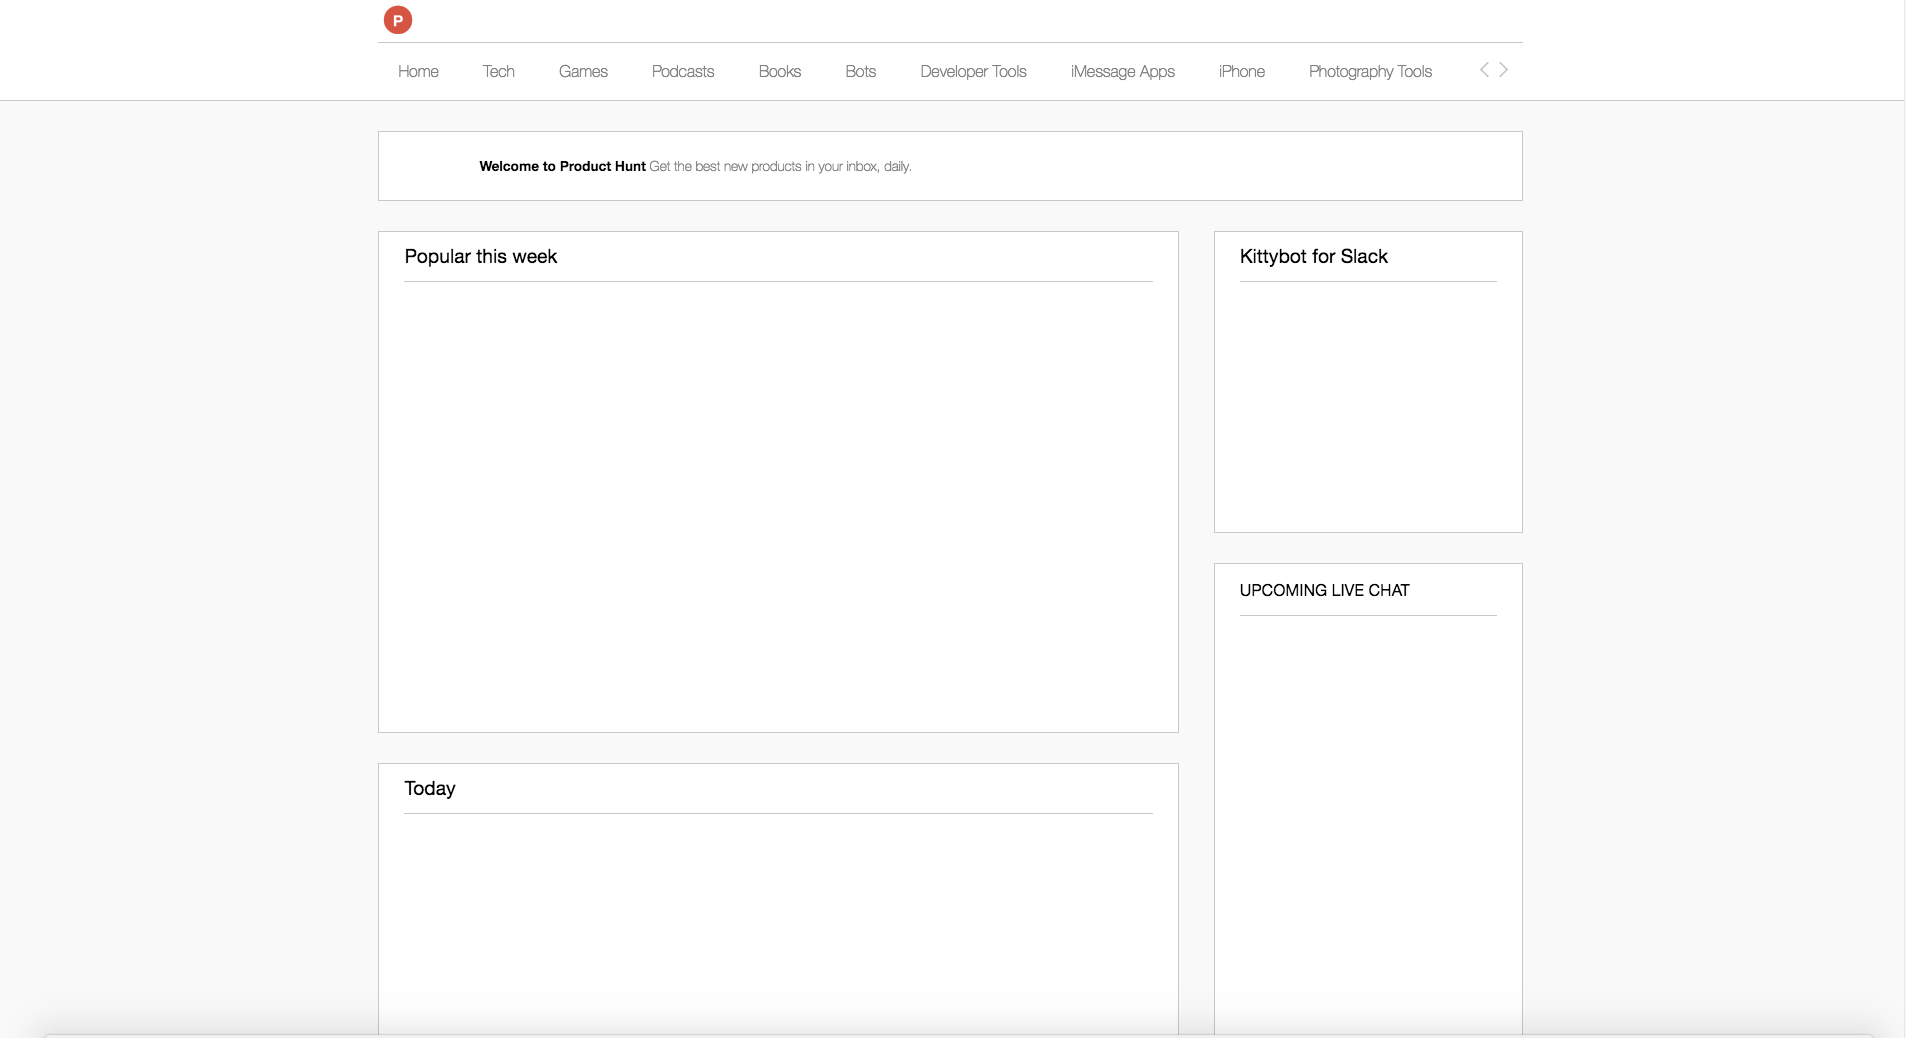 P
Home Tech Games Podcasts Books Bots Developer Tools iMessage Apps iPhone Photography Tools
Welcome to Product Hunt Get the best new products in your inbox, daily.
Popular this week
Kittybot for Slack
UPCOMING LIVE CHAT
Today